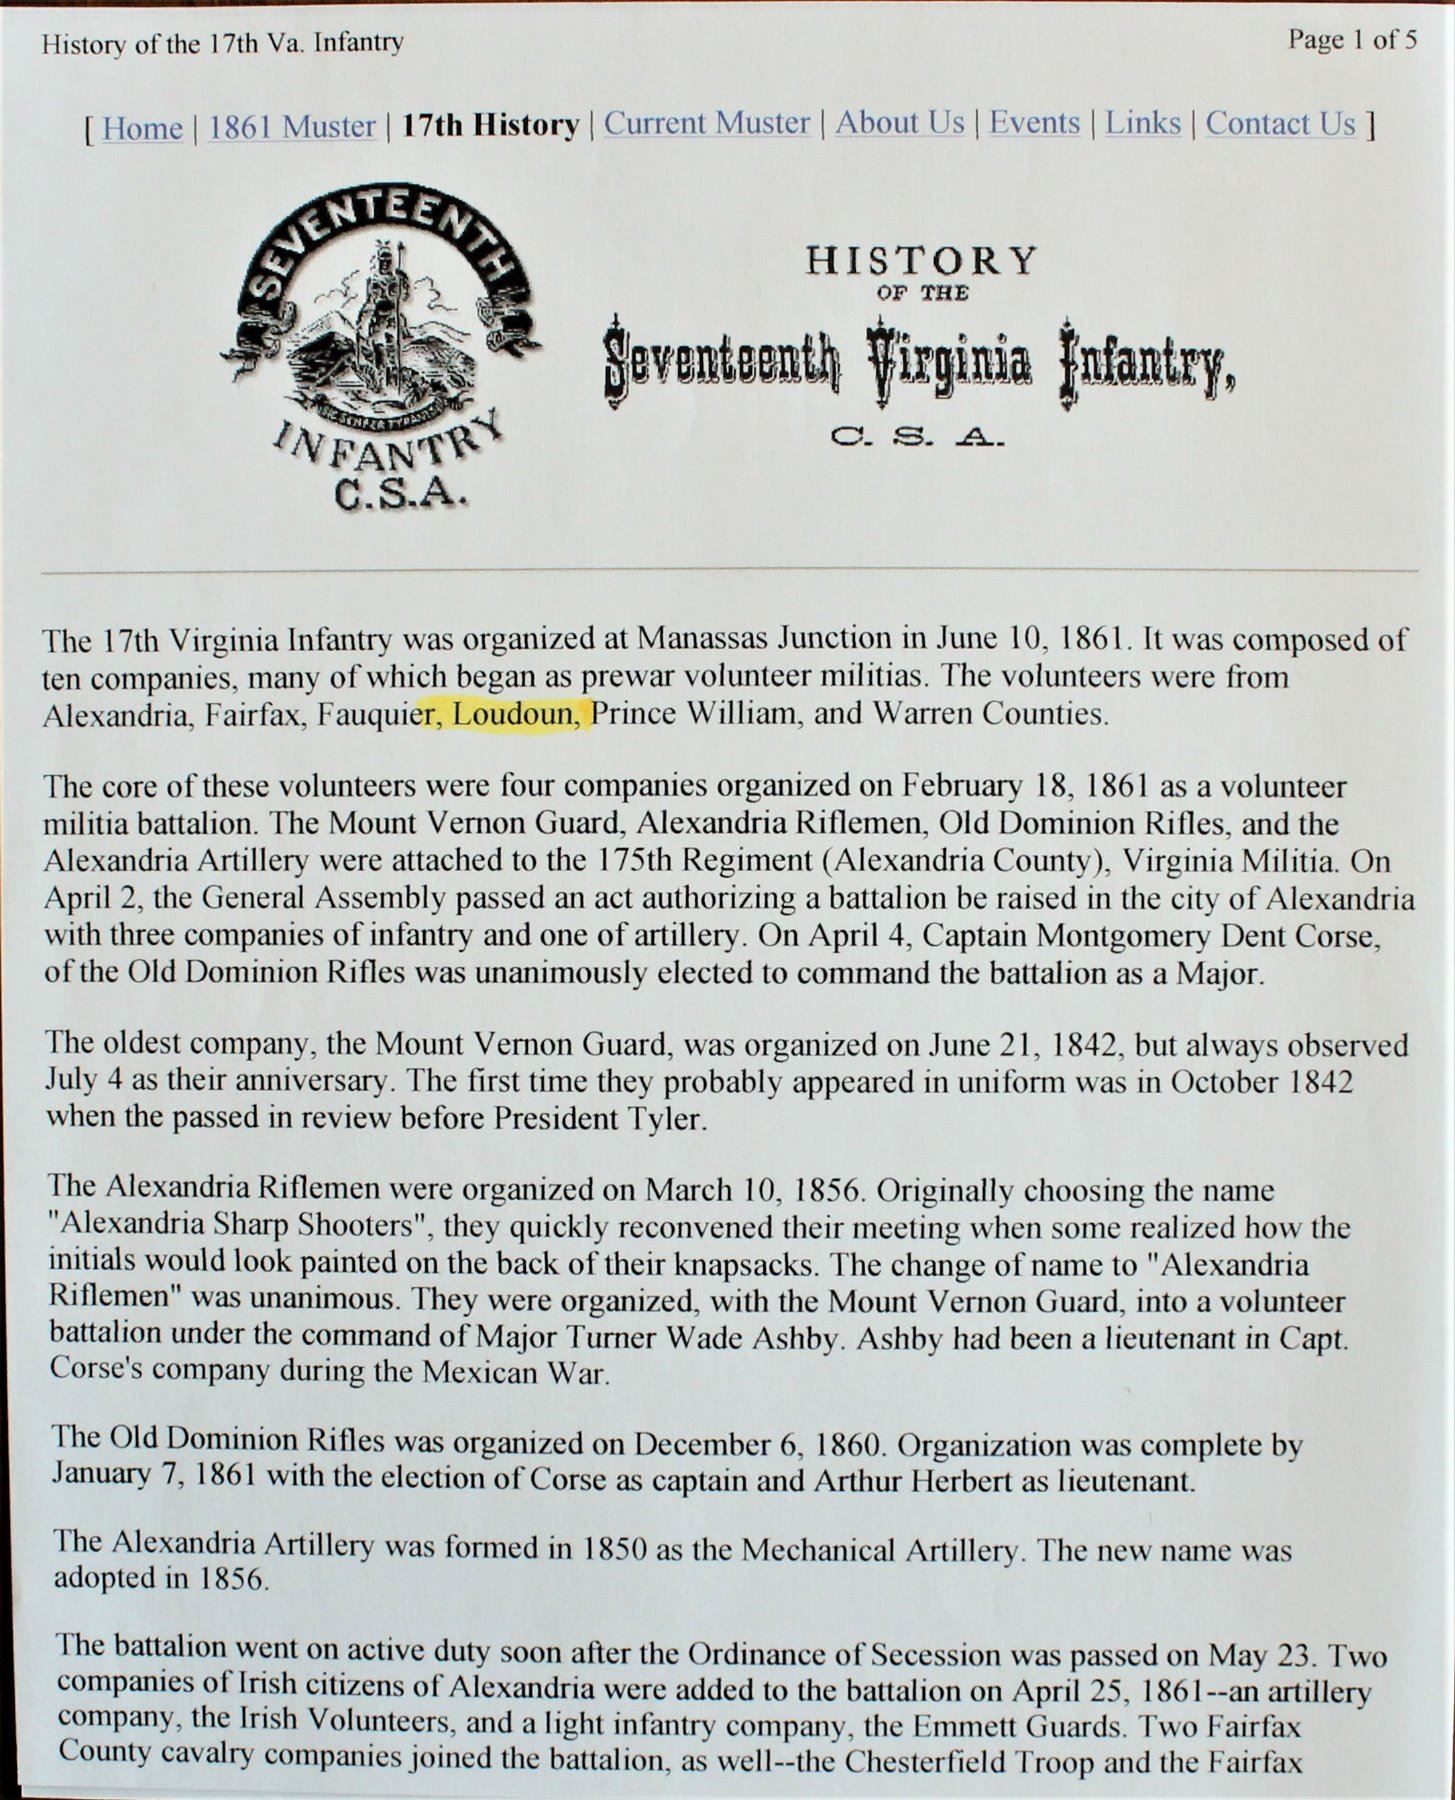 History of the 17th Va. Infantry
Page 1 of 5
[ Home | 1861 Muster | 17th History | Current Muster | About Us | Events | Links | Contact Us ]
SEVENTEENTH
INFANTRY
C.S.A.
HISTORY
OF THE
Seventeenth Virginia Infantry,
C. S. A.
The 17th Virginia Infantry was organized at Manassas Junction in June 10, 1861. It was composed of
ten companies, many of which began as prewar volunteer militias. The volunteers were from
Alexandria, Fairfax, Fauquier, Loudoun, Prince William, and Warren Counties.
The core of these volunteers were four companies organized on February 18, 1861 as a volunteer
militia battalion. The Mount Vernon Guard, Alexandria Riflemen, Old Dominion Rifles, and the
Alexandria Artillery were attached to the 175th Regiment (Alexandria County), Virginia Militia. On
April 2, the General Assembly passed an act authorizing a battalion be raised in the city of Alexandria
with three companies of infantry and one of artillery. On April 4, Captain Montgomery Dent Corse,
of the Old Dominion Rifles was unanimously elected to command the battalion as a Major.
The oldest company, the Mount Vernon Guard, was organized on June 21, 1842, but always observed
July 4 as their anniversary. The first time they probably appeared in uniform was in October 1842
when the passed in review before President Tyler.
The Alexandria Riflemen were organized on March 10, 1856. Originally choosing the name
"Alexandria Sharp Shooters", they quickly reconvened their meeting when some realized how the
initials would look painted on the back of their knapsacks. The change of name to "Alexandria
Riflemen" was unanimous. They were organized, with the Mount Vernon Guard, into a volunteer
battalion under the command of Major Turner Wade Ashby. Ashby had been a lieutenant in Capt.
Corse's company during the Mexican War.
The Old Dominion Rifles was organized on December 6, 1860. Organization was complete by
January 7, 1861 with the election of Corse as captain and Arthur Herbert as lieutenant.
The Alexandria Artillery was formed in 1850 as the Mechanical Artillery. The new name was
adopted in 1856.
The battalion went on active duty soon after the Ordinance of Secession was passed on May 23. Two
companies of Irish citizens of Alexandria were added to the battalion on April 25, 1861--an artillery
company, the Irish Volunteers, and a light infantry company, the Emmett Guards. Two Fairfax
County cavalry companies joined the battalion, as well--the Chesterfield Troop and the Fairfax